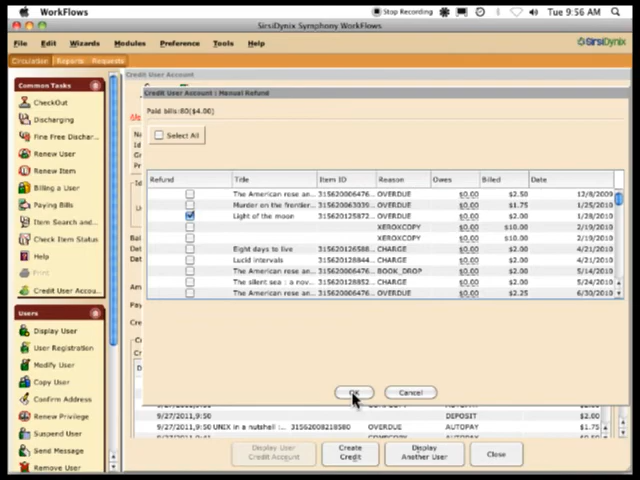 WorkFlows
Stop Recording
Tue 9:56 AM
SirsiDynix Symphony WorkFlows
File Edit Wizards Modules Preference Tools Help
SirsiDynix
Circulation Reports Requests
Common Tasks
CheckOut
Discharging
Fine Free Dischar...
Renew User
Renew Item
Billing a User
Paying Bills
Item Search and ...
Check Item Status
Help
Print
Credit User Accou...
Users
Display User
User Registration
Modify User
Copy User
Confirm Address
Renew Privilege
Suspend User
Send Message
Remove User
Credit User Account
Credit User Account : Manual Refund
Paid bills:80($4.00)
Select All
Refund Title Item ID Reason Owes Billed Date
The American rose an... 315620006476... OVERDUE $0.00 $2.50 12/8/2009
Murder on the frontier 315620063039... OVERDUE $0.00 $1.75 1/25/2010
Light of the moon 315620125872... OVERDUE $0.00 $2.00 1/28/2010
XEROXCOPY $0.00 $10.00 2/19/2010
XEROXCOPY $0.00 $10.00 2/19/2010
Eight days to live 315620126588... CHARGE $0.00 $2.00 4/21/2010
Lucid intervals 315620128844... CHARGE $0.00 $2.00 4/21/2010
The American rose an... 315620006476... BOOK_DROP $0.00 $2.00 5/14/2010
The silent sea : a nov... 315620128... CHARGE $0.00 $2.00 5/24/2010
The American rose an... 315620006476... OVERDUE $0.00 $2.25 6/30/2010
OK Cancel
9/27/2011,9:50 DEPOSIT $2.00
9/27/2011,9:50 UNIX in a nutshell : 31562008218580 OVERDUE AUTOPAY $1.75
Display User Credit Account
Create Credit
Display Another User
Close